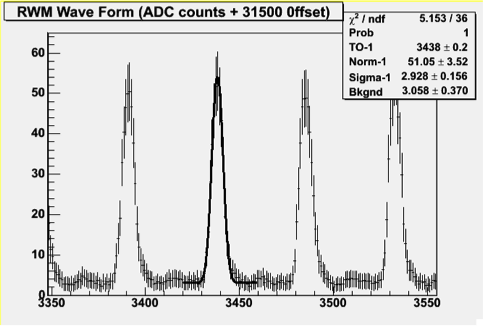 RWM Wave Form (ADC counts + 31500 0ffset)
χ² / ndf 5.153 / 36
Prob 1
TO-1 3438 ± 0.2
Norm-1 51.05 ± 3.52
Sigma-1 2.928 ± 0.156
Bkgnd 3.058 ± 0.370
60
50
40
30
20
10
0
3350 3400 3450 3500 3550